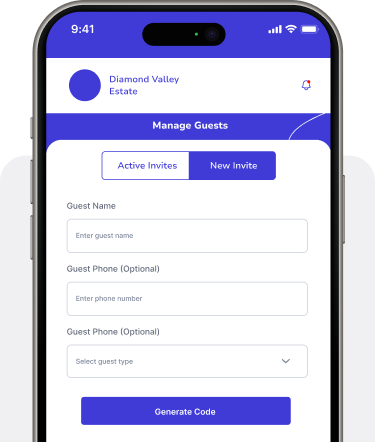 9:41
Diamond Valley
Estate
Manage Guests
Active Invites New Invite
Guest Name
Enter guest name
Guest Phone (Optional)
Enter phone number
Guest Phone (Optional)
Select guest type
Generate Code